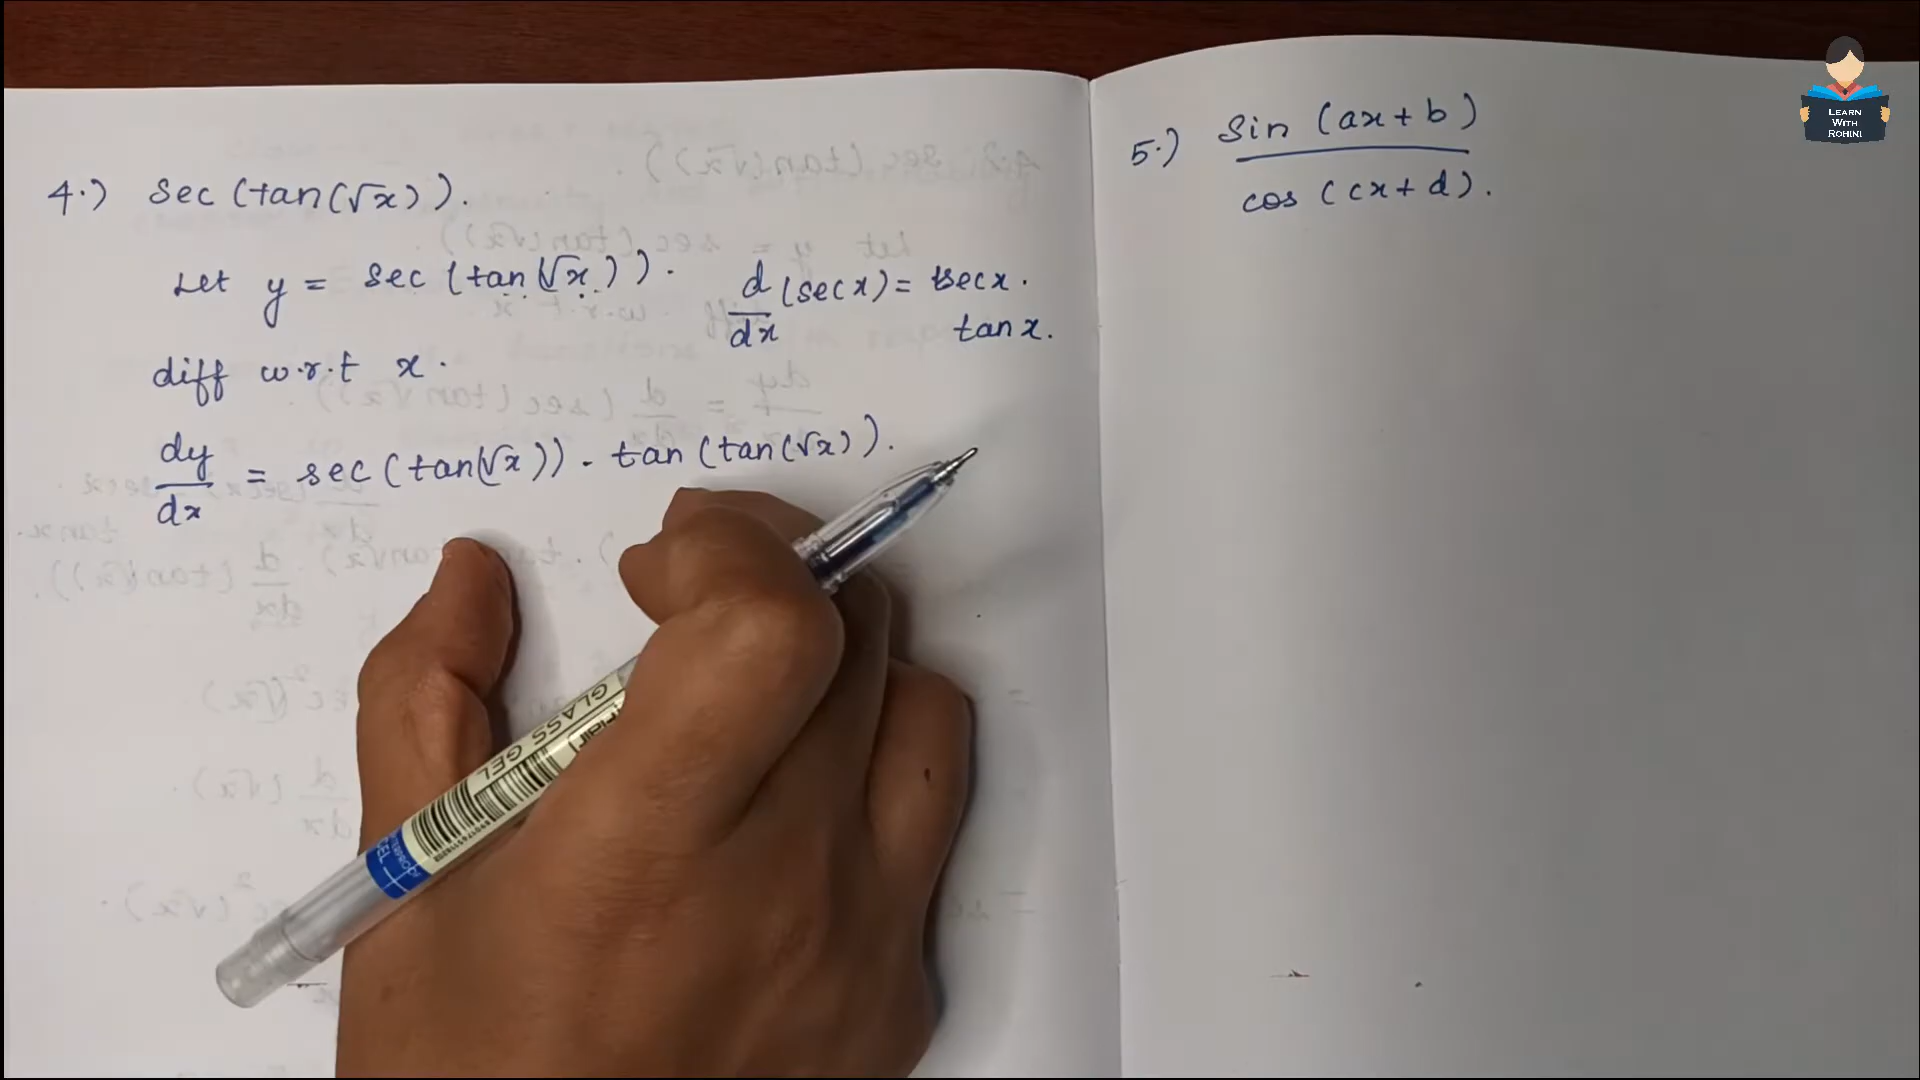 4.) sec (tan(√x)).
Let y = sec (tan(√x)).
d/dx (sec x) = secx.
tan x.
diff w.r.t x.
dy/dx = sec (tan(√x)) . tan (tan(√x)).
5.) sin (ax + b)
cos (cx + d).
LEARN
WITH
ROHINI
GLASS GEL